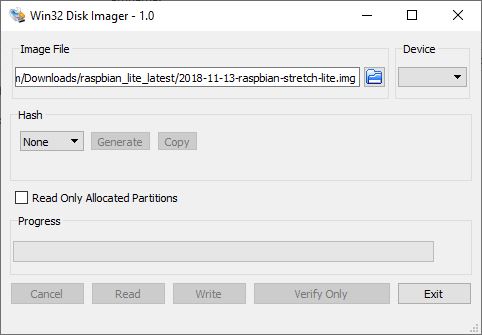 Win32 Disk Imager - 1.0
Image File
Device
n/Downloads/raspbian_lite_latest/2018-11-13-raspbian-stretch-lite.img
Hash
None
Generate
Copy
Read Only Allocated Partitions
Progress
Cancel
Read
Write
Verify Only
Exit